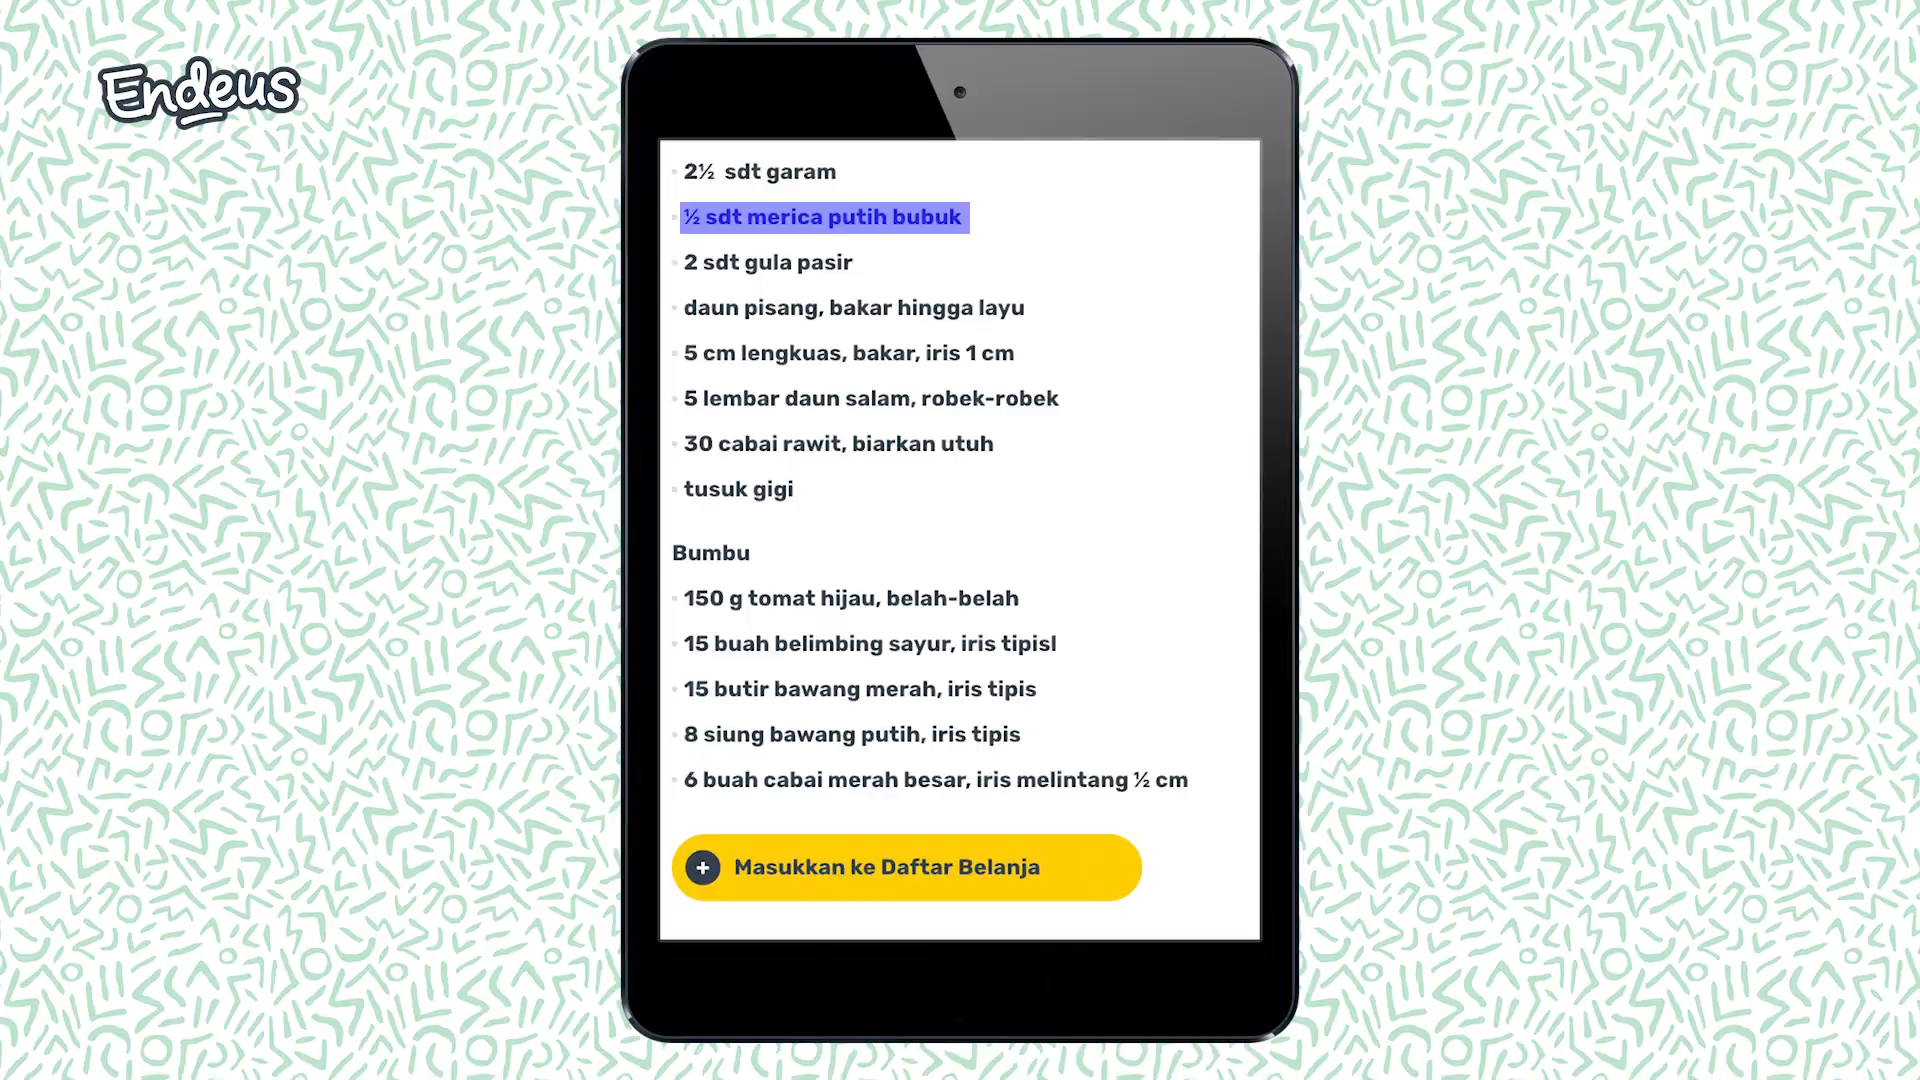 Endeus
2½ sdt garam
½ sdt merica putih bubuk
2 sdt gula pasir
daun pisang, bakar hingga layu
5 cm lengkuas, bakar, iris 1 cm
5 lembar daun salam, robek-robek
30 cabai rawit, biarkan utuh
tusuk gigi
Bumbu
150 g tomat hijau, belah-belah
15 buah belimbing sayur, iris tipisl
15 butir bawang merah, iris tipis
8 siung bawang putih, iris tipis
6 buah cabai merah besar, iris melintang ½ cm
+ Masukkan ke Daftar Belanja